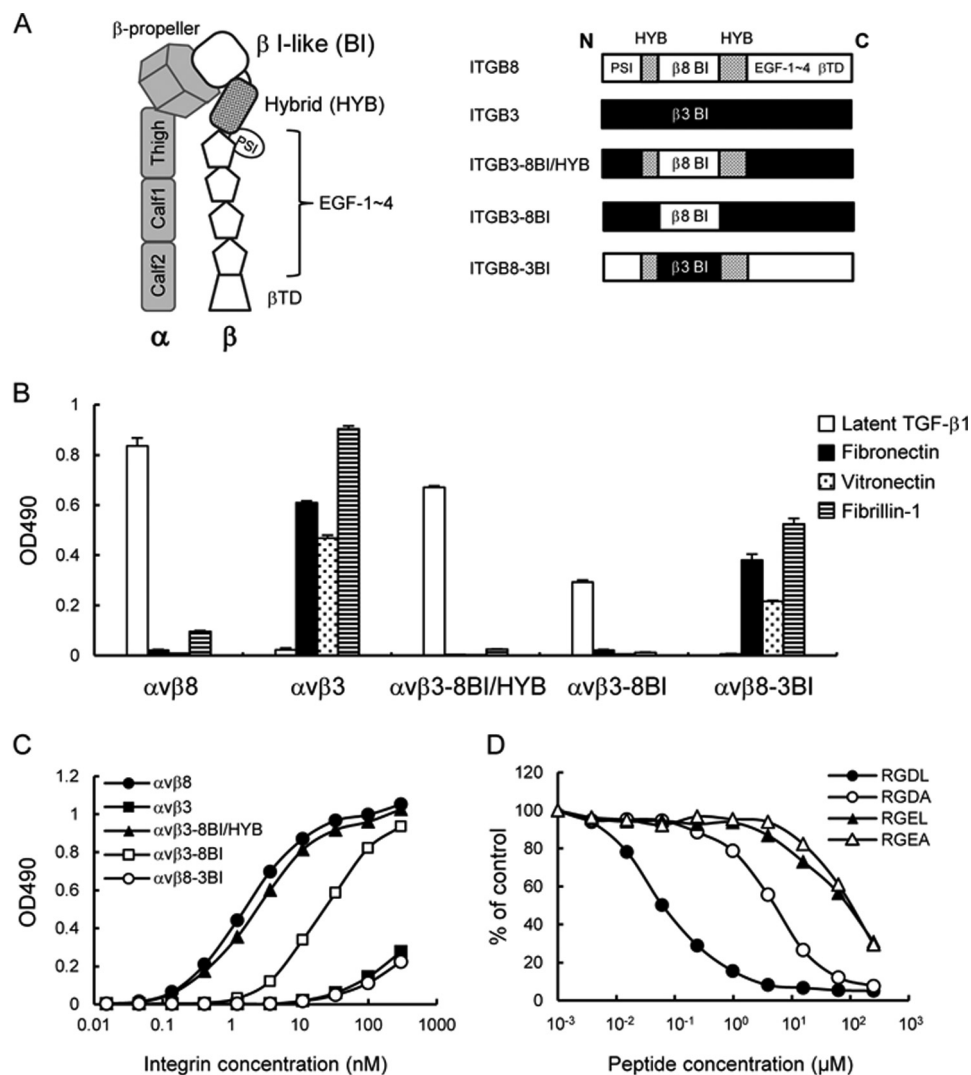 A
β-propeller
β I-like (BI)
Hybrid (HYB)
PSI
Thigh
Calf1
Calf2
EGF-1~4
βTD
α
β
N
HYB
HYB
C
ITGB8
PSI
β8 BI
EGF-1~4 βTD
ITGB3
β3 BI
ITGB3-8BI/HYB
β8 BI
ITGB3-8BI
β8 BI
ITGB8-3BI
β3 BI
B
OD490
1
0.8
0.6
0.4
0.2
0
Latent TGF-β1
Fibronectin
Vitronectin
Fibrillin-1
αvβ8
αvβ3
αvβ3-8BI/HYB
αvβ3-8BI
αvβ8-3BI
C
OD490
1.2
1
0.8
0.6
0.4
0.2
0
αvβ8
αvβ3
αvβ3-8BI/HYB
αvβ3-8BI
αvβ8-3BI
0.01
0.1
1
10
100
1000
Integrin concentration (nM)
D
% of control
120
100
80
60
40
20
0
RGDL
RGDA
RGEL
RGEA
10⁻³
10⁻²
10⁻¹
10⁰
10¹
10²
10³
Peptide concentration (µM)